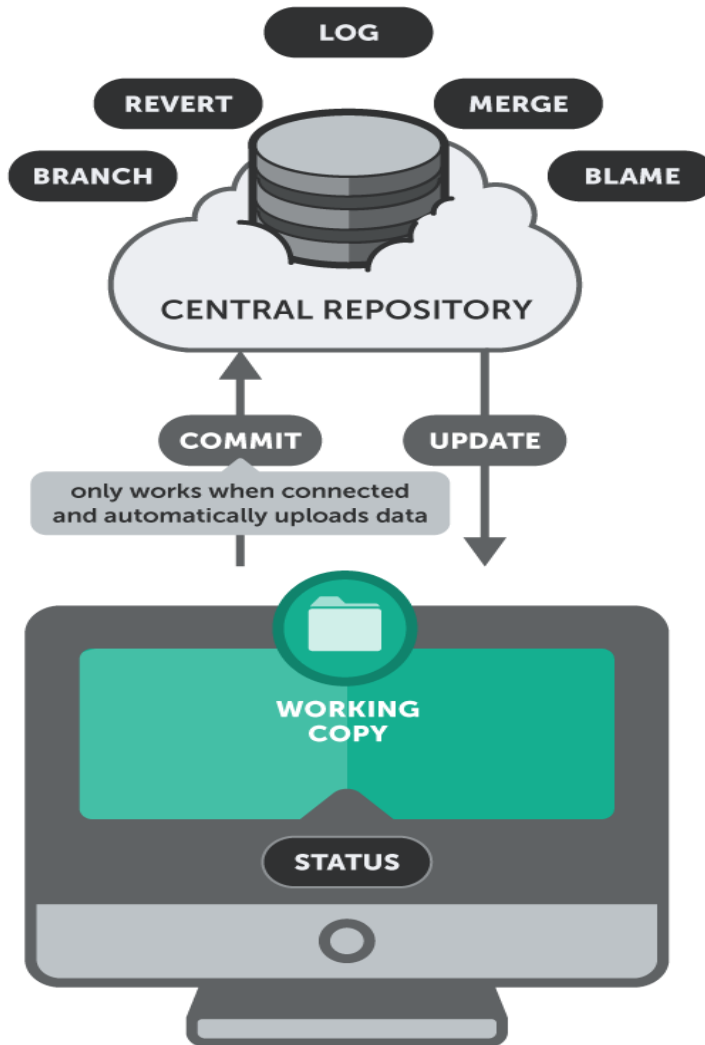 LOG
REVERT
MERGE
BRANCH
BLAME
CENTRAL REPOSITORY
COMMIT
UPDATE
only works when connected
and automatically uploads data
WORKING
COPY
STATUS